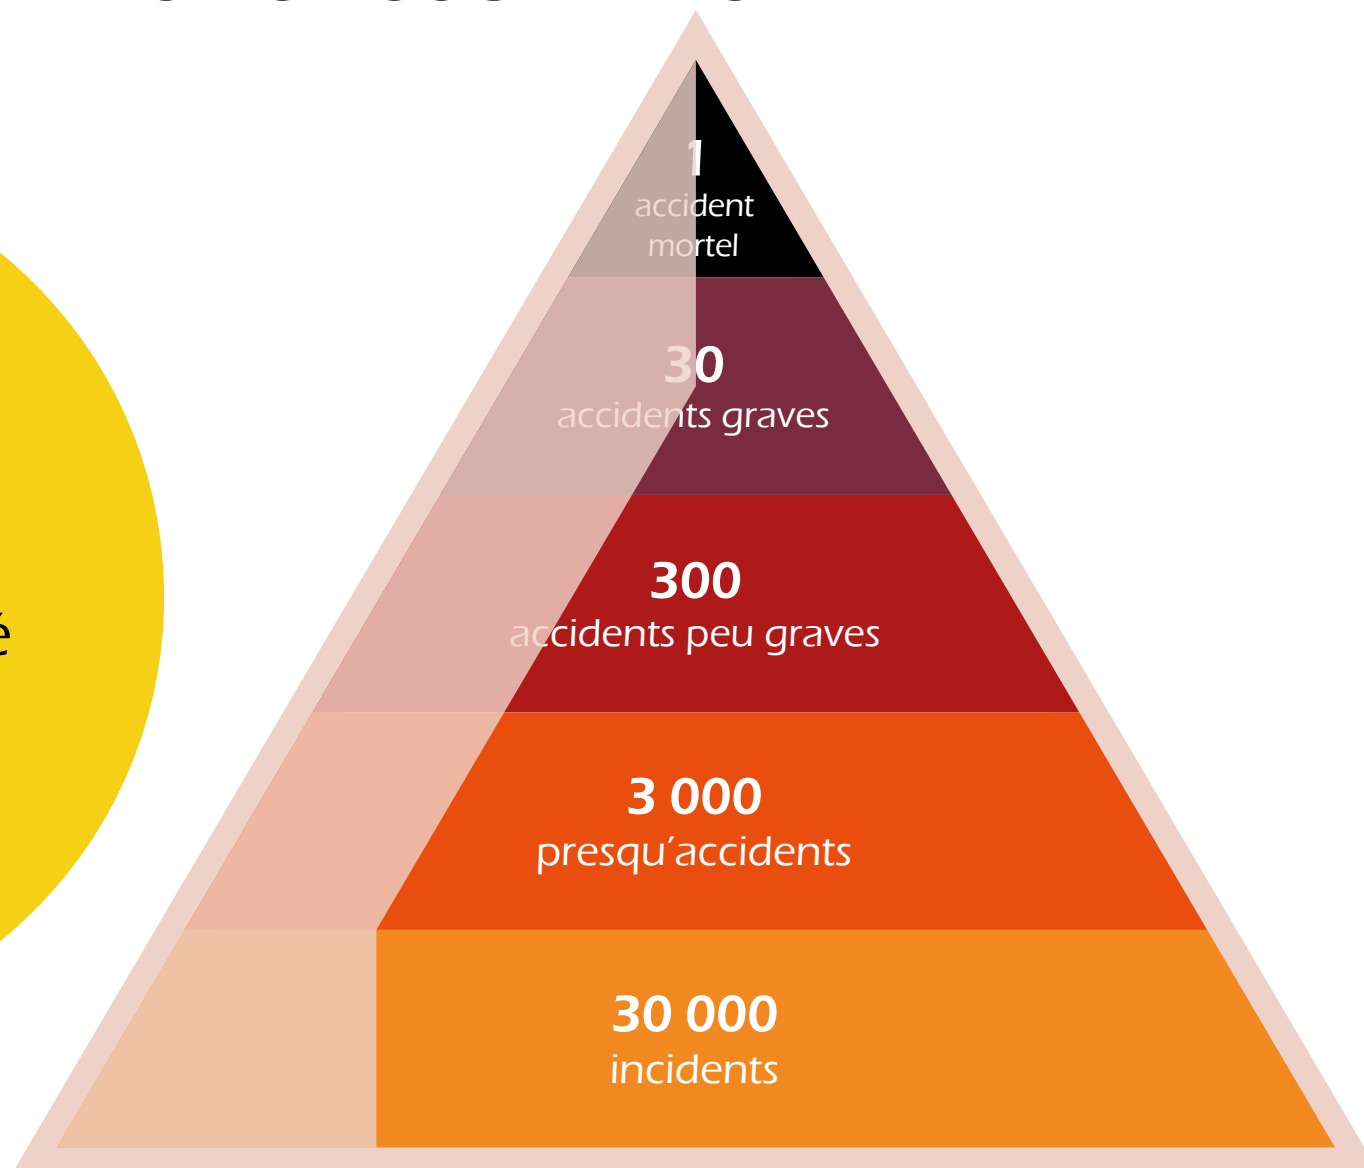 1
accident
mortel
30
accidents graves
300
accidents peu graves
é
3 000
presqu'accidents
30 000
incidents